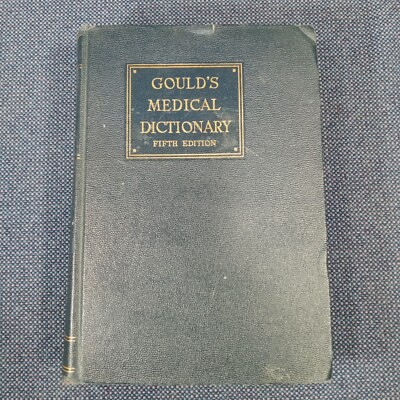 GOULD'S
MEDICAL
DICTIONARY
FIFTH EDITION